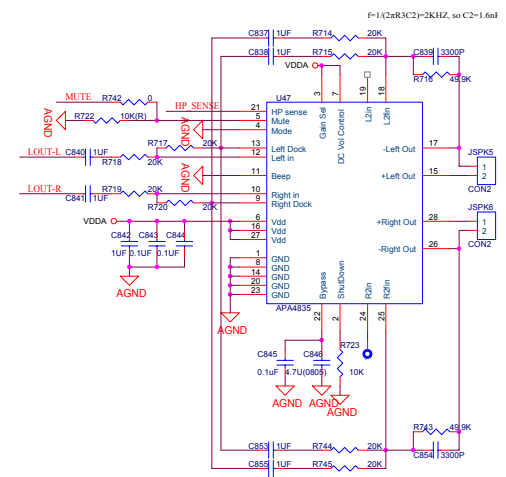 f=1/(2πR3C2)=2KHZ, so C2=1.6nF
C837 1UF R714 20K
C838 1UF R715 20K C839 3300P
VDDA R716 49.9K
U47
3 7 19 18
MUTE R742 0
HP_SENSE 21 HP sense
AGND R722 10K(R) 5 Mute
AGND 4 Mode
Gain Sel DC Vol Control L2in L2fin
R717 20K 13 Left Dock -Left Out 17 JSPK5
LOUT-L C840 1UF R718 20K 12 Left in 1
AGND 11 Beep +Left Out 15 2
CON2
LOUT-R C841 1UF R719 20K 10 Right in
R720 20K 9 Right Dock JSPK6
VDDA 6 Vdd +Right Out 28 1
16 Vdd 2
27 Vdd -Right Out 26 CON2
C842 C843 C844
1UF 0.1UF 0.1UF
1 GND
8 GND
14 GND
20 GND
23 GND
Bypass ShutDown R2in R2fin
AGND
APA4835
22 2 24 25
AGND
C845 C846 R723
0.1uF 4.7U(0805) 10K
AGND AGND AGND
R743 49.9K
C853 1UF R744 20K C854 3300P
C855 1UF R745 20K